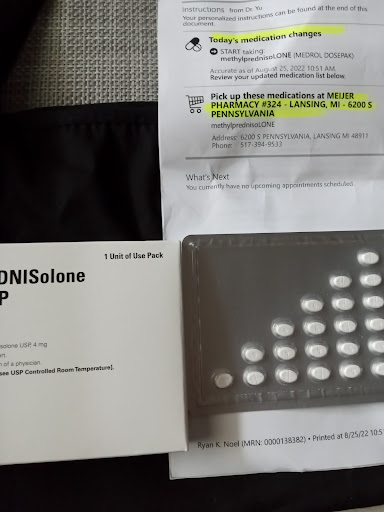 Instructions from Dr. Yu
Your personalized instructions can be found at the end of this
document.
Today's medication changes
START taking:
methylprednisoLONE (MEDROL DOSEPAK)
Accurate as of August 25, 2022 10:51 AM.
Review your updated medication list below.
Pick up these medications at MEIJER
PHARMACY #324 - LANSING, MI - 6200 S
PENNSYLVANIA
methylprednisoLONE
Address: 6200 S PENNSYLVANIA, LANSING MI 48911
Phone: 517-394-9533
What's Next
You currently have no upcoming appointments scheduled.
1 Unit of Use Pack
DNISolone
P
solone USP, 4 mg
n of a physician.
see USP Controlled Room Temperature].
Ryan K. Noel (MRN: 0000138382) • Printed at 8/25/22 10:51